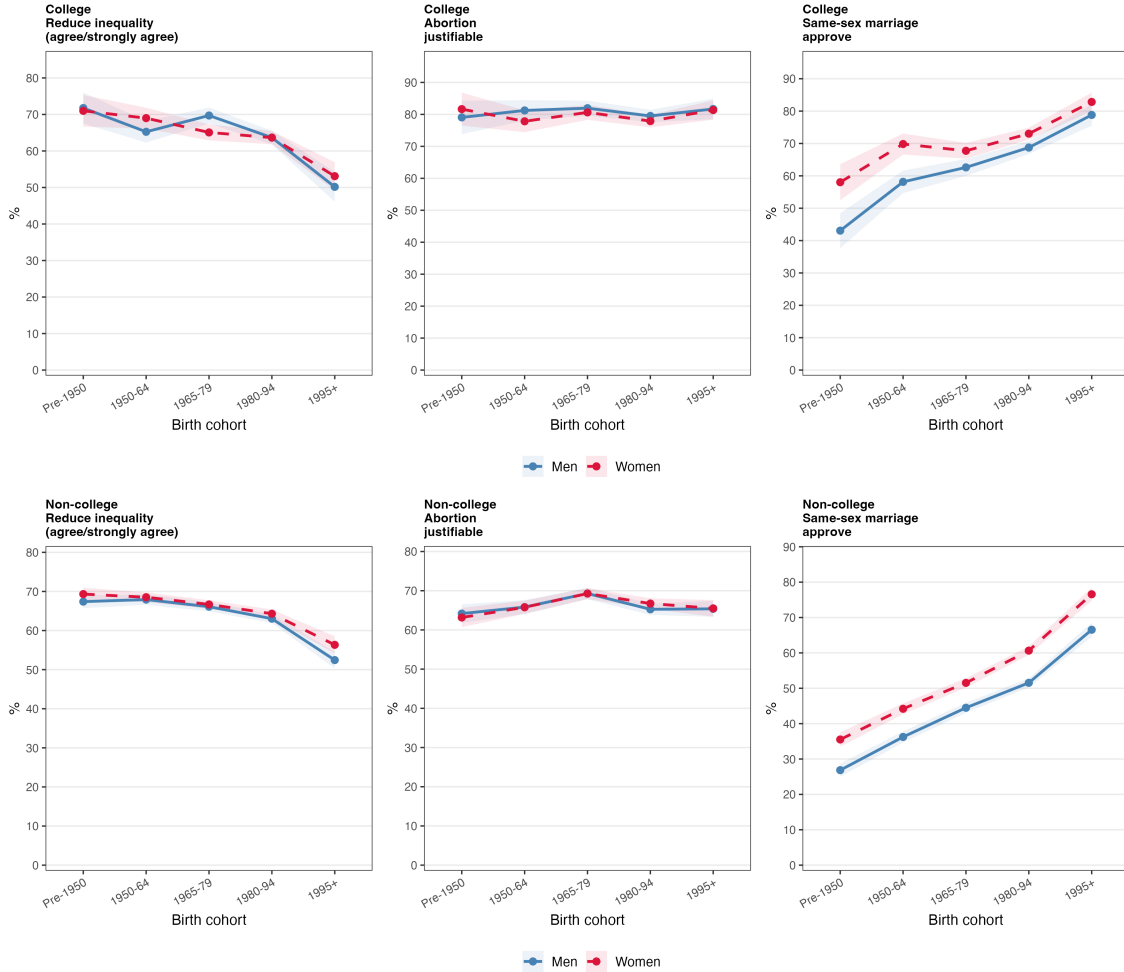 College
Reduce inequality
(agree/strongly agree)
80
70
60
50
40
30
20
10
0
%
Pre-1950
1950-64
1965-79
1980-94
1995+
Birth cohort
College
Abortion
justifiable
90
80
70
60
50
40
30
20
10
0
%
Pre-1950
1950-64
1965-79
1980-94
1995+
Birth cohort
College
Same-sex marriage
approve
90
80
70
60
50
40
30
20
10
0
%
Pre-1950
1950-64
1965-79
1980-94
1995+
Birth cohort
Men Women
Non-college
Reduce inequality
(agree/strongly agree)
80
70
60
50
40
30
20
10
0
%
Pre-1950
1950-64
1965-79
1980-94
1995+
Birth cohort
Non-college
Abortion
justifiable
80
70
60
50
40
30
20
10
0
%
Pre-1950
1950-64
1965-79
1980-94
1995+
Birth cohort
Non-college
Same-sex marriage
approve
90
80
70
60
50
40
30
20
10
0
%
Pre-1950
1950-64
1965-79
1980-94
1995+
Birth cohort
Men Women